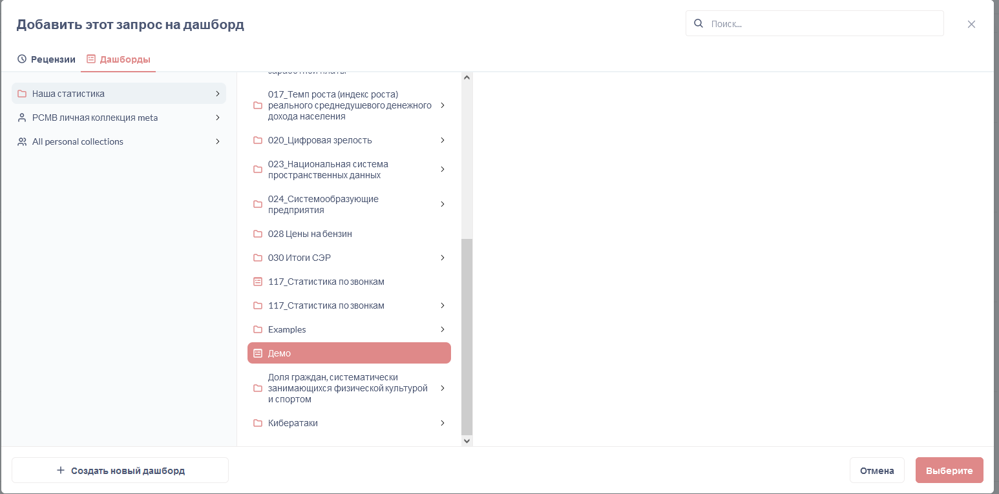 Добавить этот запрос на дашборд
Поиск...
Рецензии
Дашборды
Наша статистика
РСМВ личная коллекция meta
All personal collections
заработной платы
017_Темп роста (индекс роста)
реального среднедушевого денежного
дохода населения
020_Цифровая зрелость
023_Национальная система
пространственных данных
024_Системообразующие
предприятия
028 Цены на бензин
030 Итоги СЭР
117_Статистика по звонкам
117_Статистика по звонкам
Examples
Демо
Доля граждан, систематически
занимающихся физической культурой
и спортом
Кибератаки
Создать новый дашборд
Отмена
Выберите